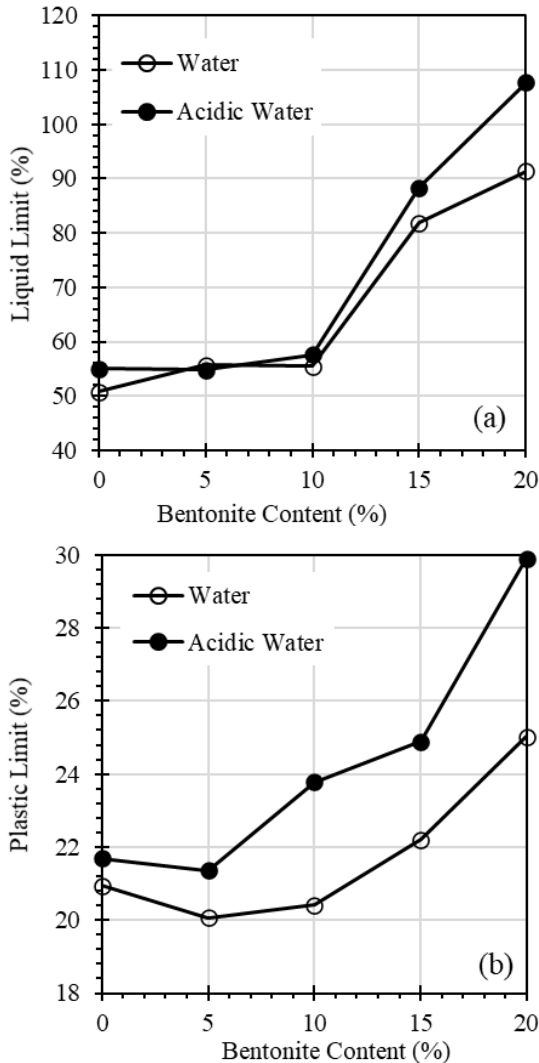 120
110
100
90
80
70
60
50
40
Liquid Limit (%)
Water
Acidic Water
(a)
0 5 10 15 20
Bentonite Content (%)
30
28
26
24
22
20
18
Plastic Limit (%)
Water
Acidic Water
(b)
0 5 10 15 20
Bentonite Content (%)